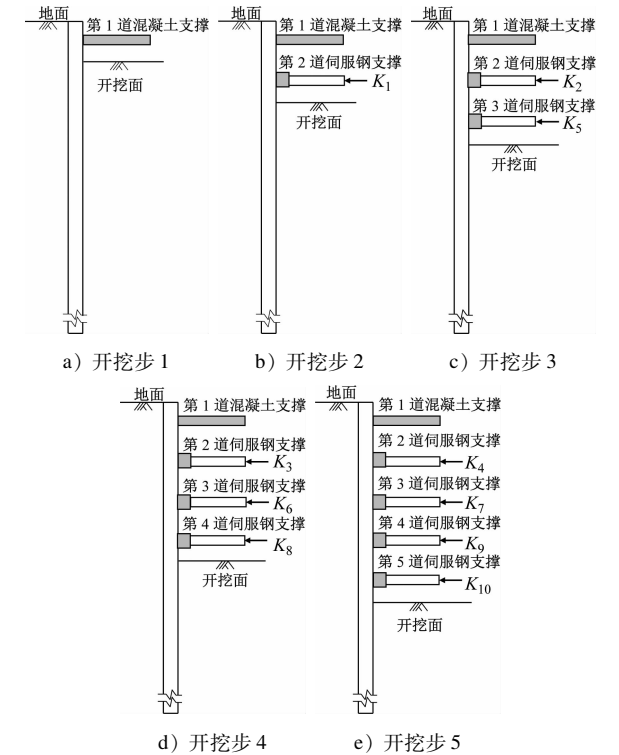 地面
第 1 道混凝土支撑
开挖面
a）开挖步 1
地面
第 1 道混凝土支撑
第 2 道伺服钢支撑
K1
开挖面
b）开挖步 2
地面
第 1 道混凝土支撑
第 2 道伺服钢支撑
K2
第 3 道伺服钢支撑
K5
开挖面
c）开挖步 3
地面
第 1 道混凝土支撑
第 2 道伺服钢支撑
K3
第 3 道伺服钢支撑
K6
第 4 道伺服钢支撑
K8
开挖面
d）开挖步 4
地面
第 1 道混凝土支撑
第 2 道伺服钢支撑
K4
第 3 道伺服钢支撑
K7
第 4 道伺服钢支撑
K9
第 5 道伺服钢支撑
K10
开挖面
e）开挖步 5